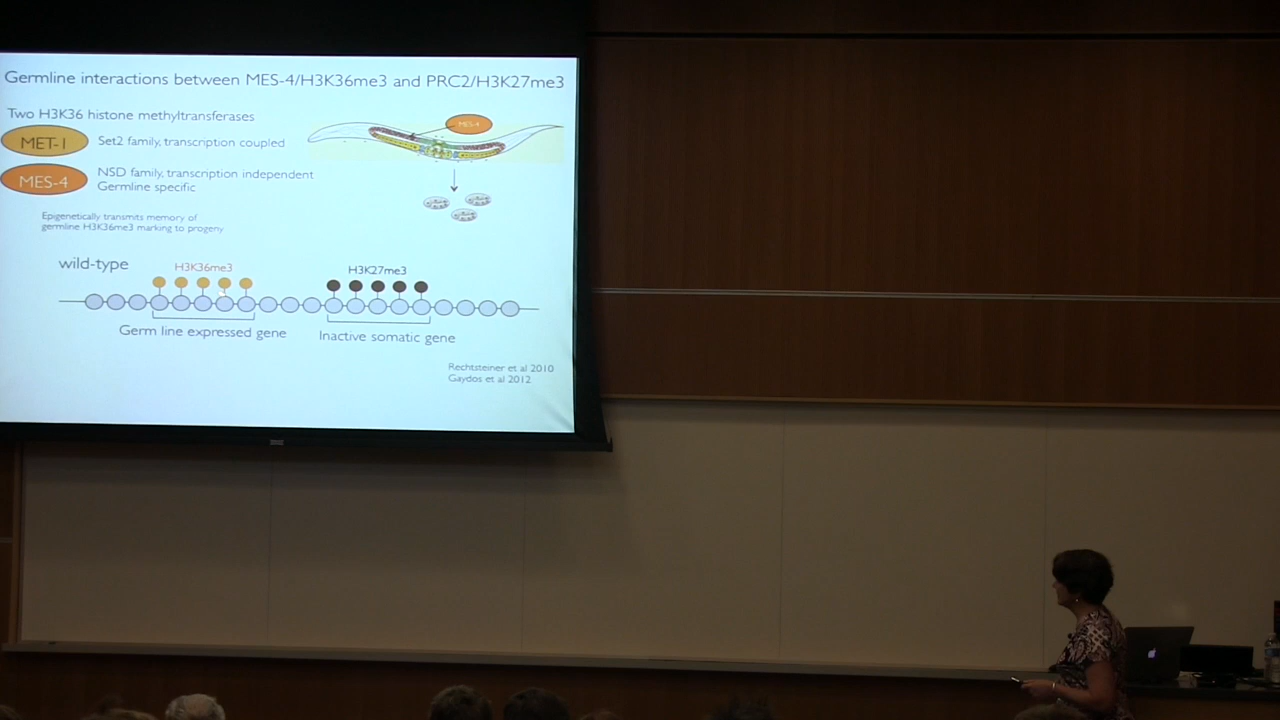 Germline interactions between MES-4/H3K36me3 and PRC2/H3K27me3
Two H3K36 histone methyltransferases
MET-1
Set2 family, transcription coupled
MES-4
MES-4
NSD family, transcription independent
Germline specific
Epigenetically transmits memory of
germline H3K36me3 marking to progeny
wild-type
H3K36me3
H3K27me3
Germ line expressed gene
Inactive somatic gene
Rechtsteiner et al 2010
Gaydos et al 2012